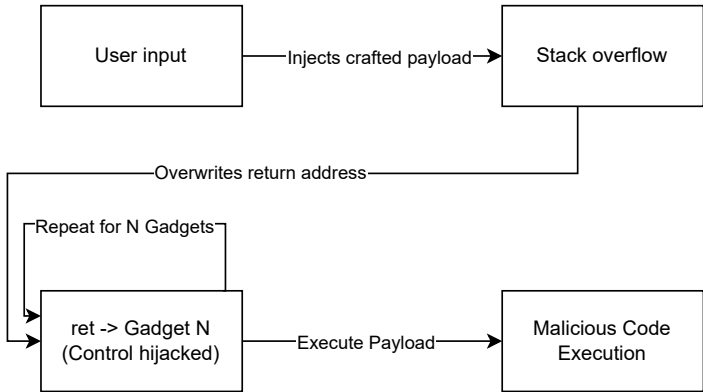 User input
Injects crafted payload
Stack overflow
Overwrites return address
Repeat for N Gadgets
ret -> Gadget N
(Control hijacked)
Execute Payload
Malicious Code
Execution